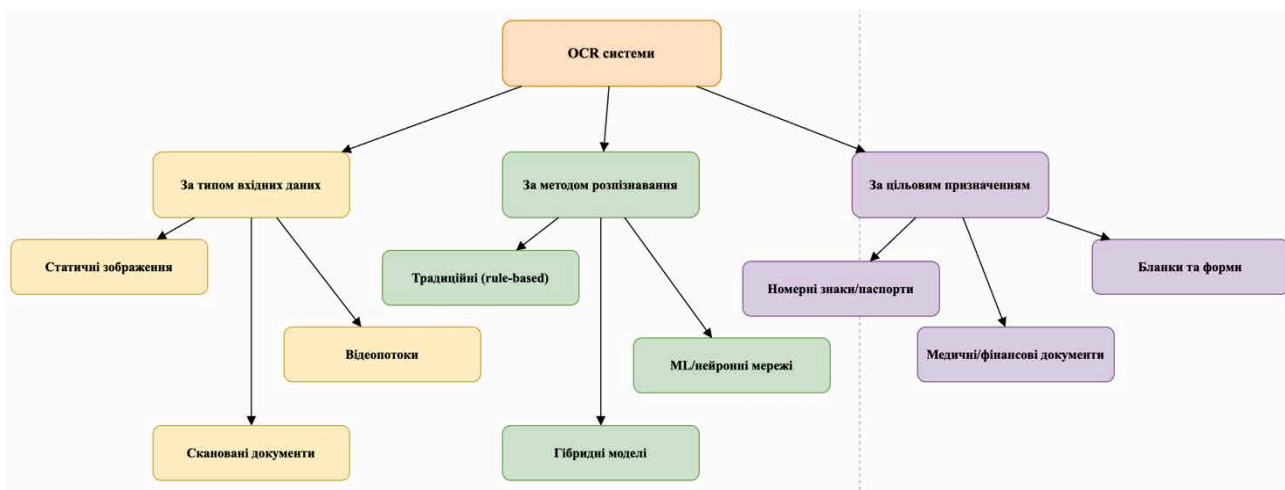 OCR системи
За типом вхідних даних
За методом розпізнавання
За цільовим призначенням
Статичні зображення
Традиційні (rule-based)
Номерні знаки/паспорти
Бланки та форми
Відеопотоки
ML/нейронні мережі
Медичні/фінансові документи
Скановані документи
Гібридні моделі